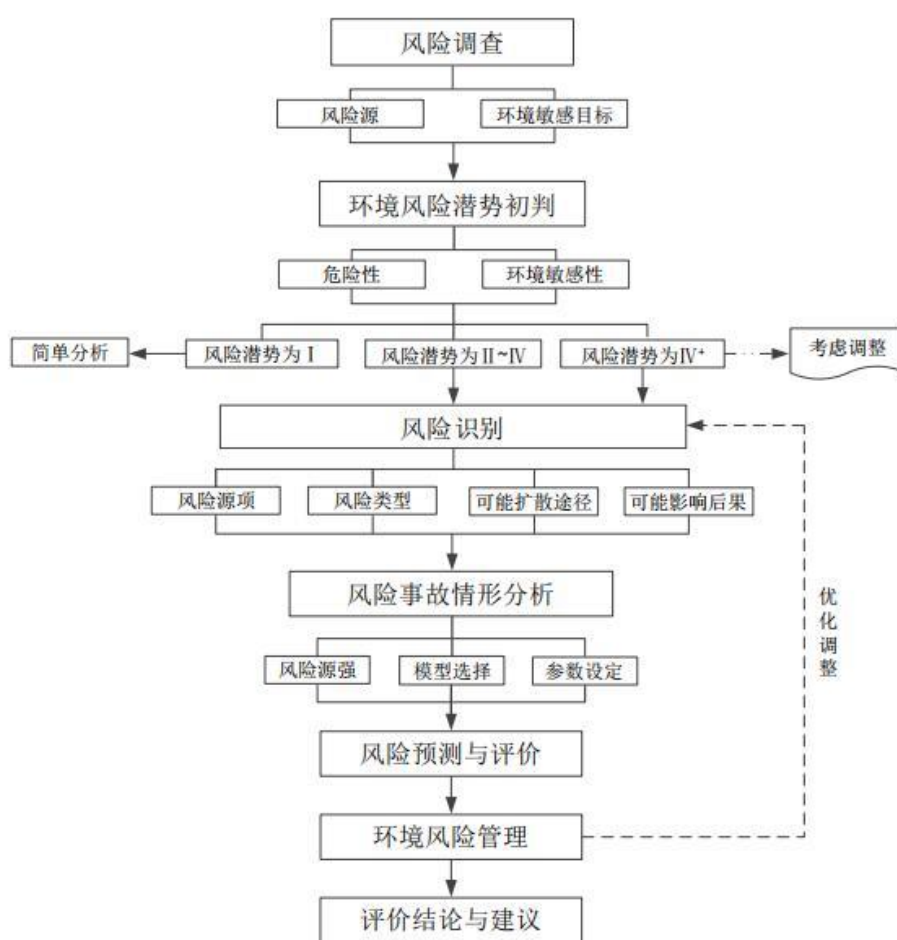 风险调查
风险源
环境敏感目标
环境风险潜势初判
危险性
环境敏感性
简单分析
风险潜势为Ⅰ
风险潜势为Ⅱ~Ⅳ
风险潜势为Ⅳ⁺
考虑调整
风险识别
风险源项
风险类型
可能扩散途径
可能影响后果
风险事故情形分析
优化调整
风险源强
模型选择
参数设定
风险预测与评价
环境风险管理
评价结论与建议